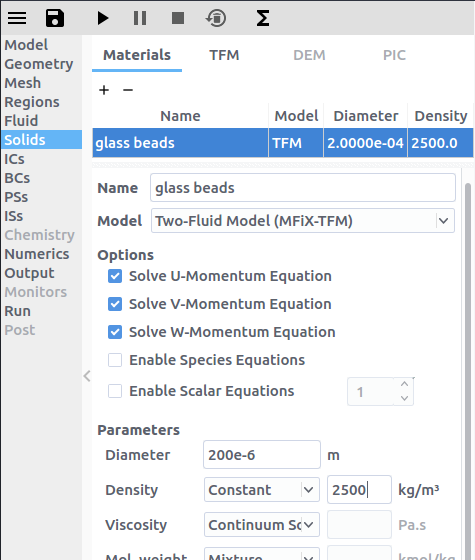 Model
Geometry
Mesh
Regions
Fluid
Solids
ICs
BCs
PSs
ISs
Chemistry
Numerics
Output
Monitors
Run
Post
Materials TFM DEM PIC
Name Model Diameter Density
glass beads TFM 2.0000e-04 2500.0
Name glass beads
Model Two-Fluid Model (MFiX-TFM)
Options
Solve U-Momentum Equation
Solve V-Momentum Equation
Solve W-Momentum Equation
Enable Species Equations
Enable Scalar Equations 1
Parameters
Diameter 200e-6 m
Density Constant 2500 kg/m³
Viscosity Continuum Pa.s
Mol. weight Mixture kmol/kg